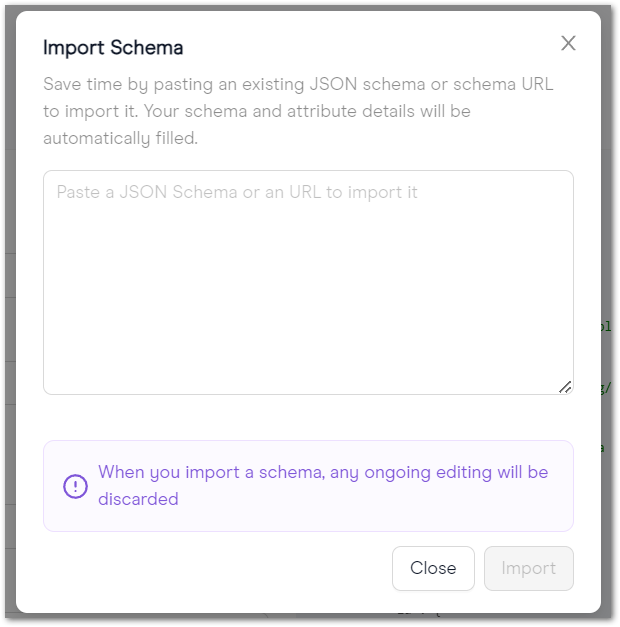 Import Schema
Save time by pasting an existing JSON schema or schema URL
to import it. Your schema and attribute details will be
automatically filled.
Paste a JSON Schema or an URL to import it
When you import a schema, any ongoing editing will be
discarded
Close
Import